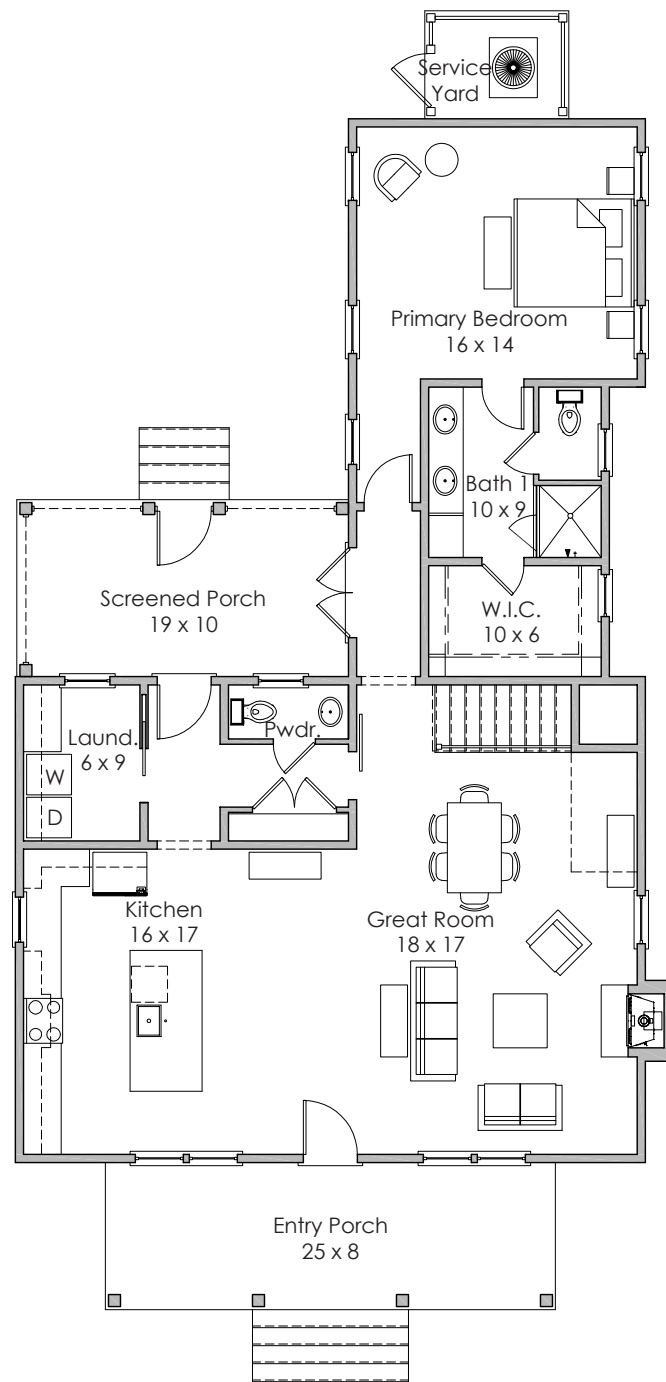 Service
Yard
Primary Bedroom
16 x 14
Bath 1
10 x 9
Screened Porch
19 x 10
W.I.C.
10 x 6
Pwdr.
Laund.
6 x 9
W
D
Kitchen
16 x 17
Great Room
18 x 17
Entry Porch
25 x 8